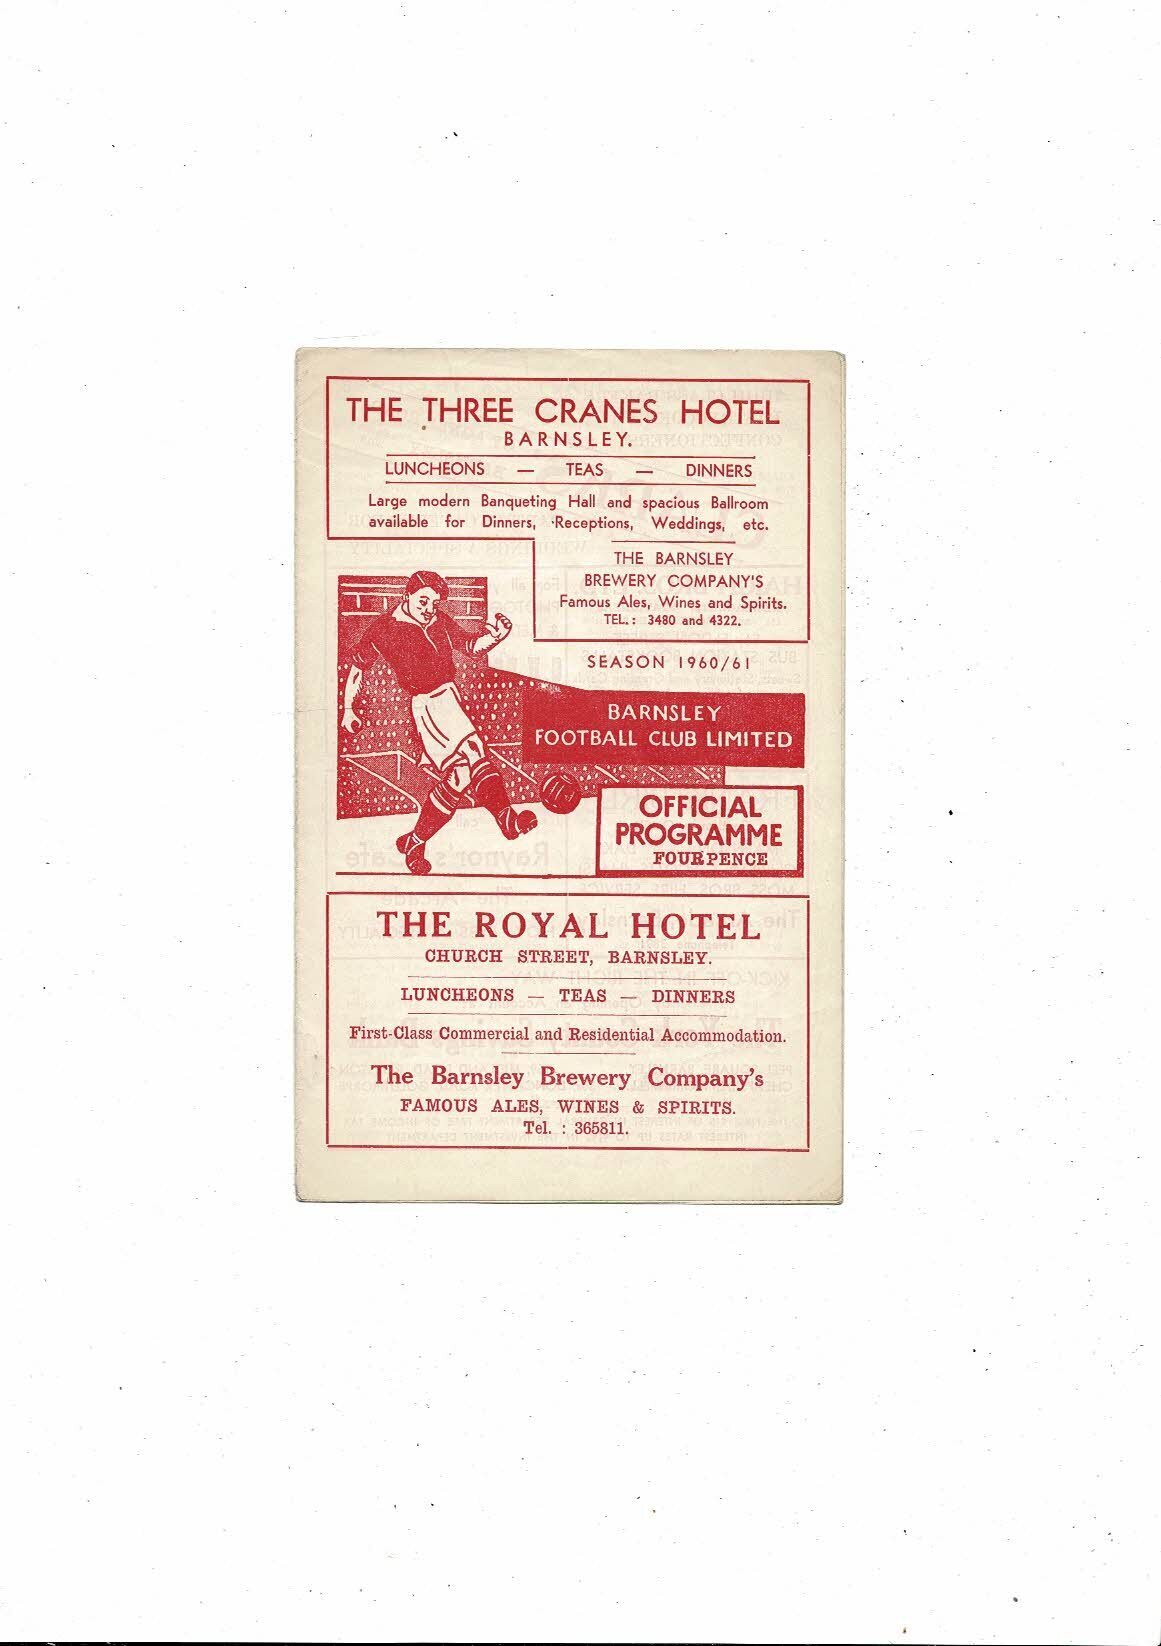 THE THREE CRANES HOTEL
BARNSLEY.
LUNCHEONS — TEAS — DINNERS
Large modern Banqueting Hall and spacious Ballroom
available for Dinners, Receptions, Weddings, etc.
THE BARNSLEY
BREWERY COMPANY'S
Famous Ales, Wines and Spirits.
TEL.: 3480 and 4322.
SEASON 1960/61
BARNSLEY
FOOTBALL CLUB LIMITED
OFFICIAL
PROGRAMME
FOURPENCE
THE ROYAL HOTEL
CHURCH STREET, BARNSLEY.
LUNCHEONS — TEAS — DINNERS
First-Class Commercial and Residential Accommodation.
The Barnsley Brewery Company's
FAMOUS ALES, WINES & SPIRITS.
Tel. : 365811.